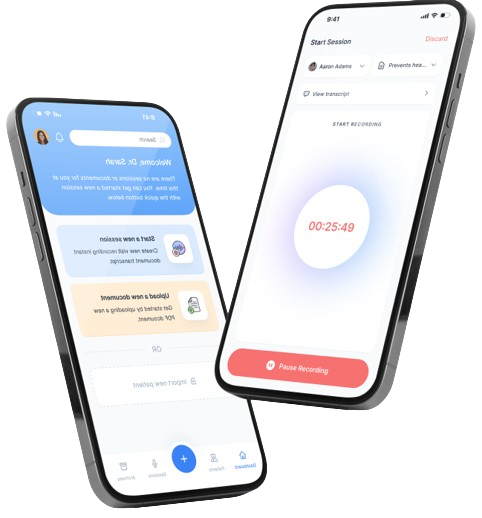 9:41
Search
Welcome, Dr. Sarah
There are no sessions or documents for you at
this time. You can get started a new session
with the quick button below.
Start a new session
Create new visit recording instant
document transcript.
Upload a new document
Get started by uploading a new
PDF document.
OR
Import new patient
Dashboard
Patients
Sessions
Archives
9:41
Start Session
Discard
Aaron Adams
Prevents hea...
View transcript
START RECORDING
00:25:49
Pause Recording